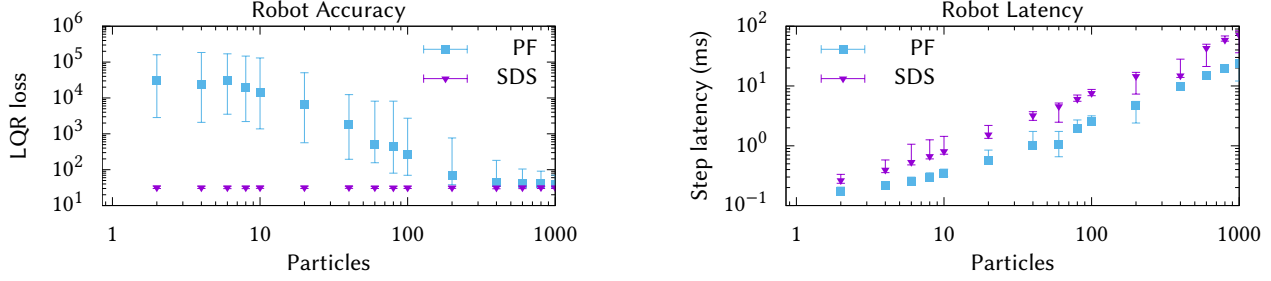 Robot Accuracy
LQR loss
10^6
10^5
10^4
10^3
10^2
10^1
PF
SDS
1 10 100 1000
Particles
Robot Latency
Step latency (ms)
10^2
10^1
10^0
10^-1
PF
SDS
1 10 100 1000
Particles